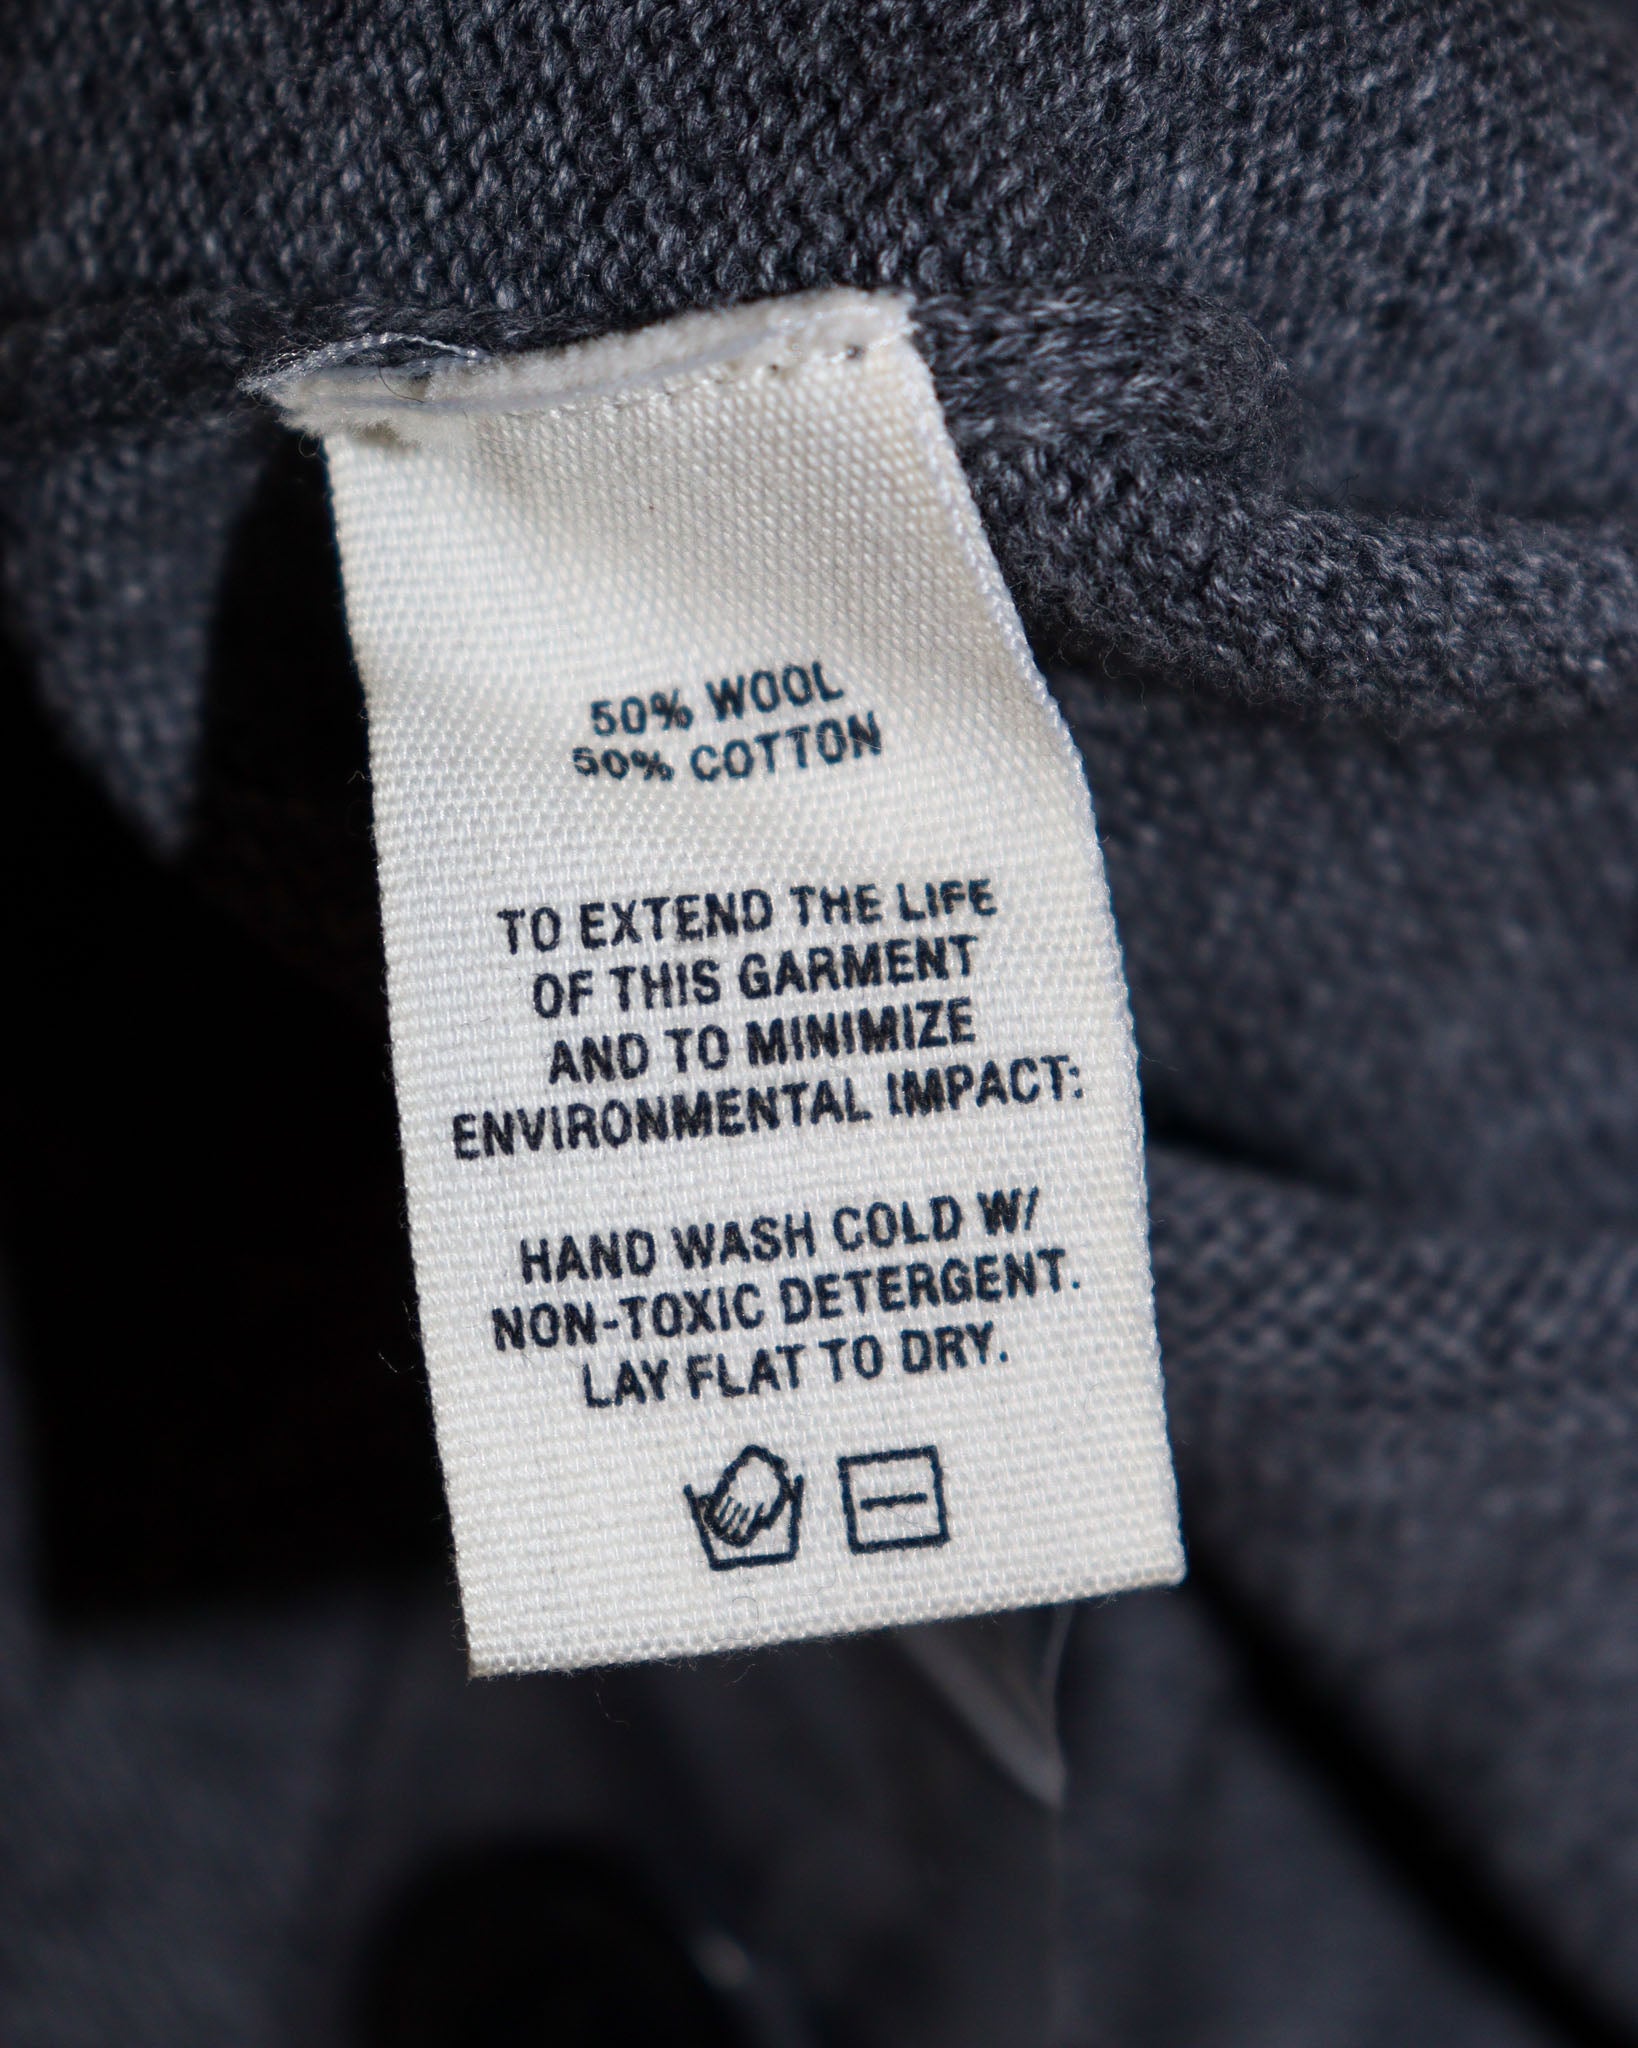 50% WOOL
50% COTTON
TO EXTEND THE LIFE
OF THIS GARMENT
AND TO MINIMIZE
ENVIRONMENTAL IMPACT:
HAND WASH COLD W/
NON-TOXIC DETERGENT.
LAY FLAT TO DRY.